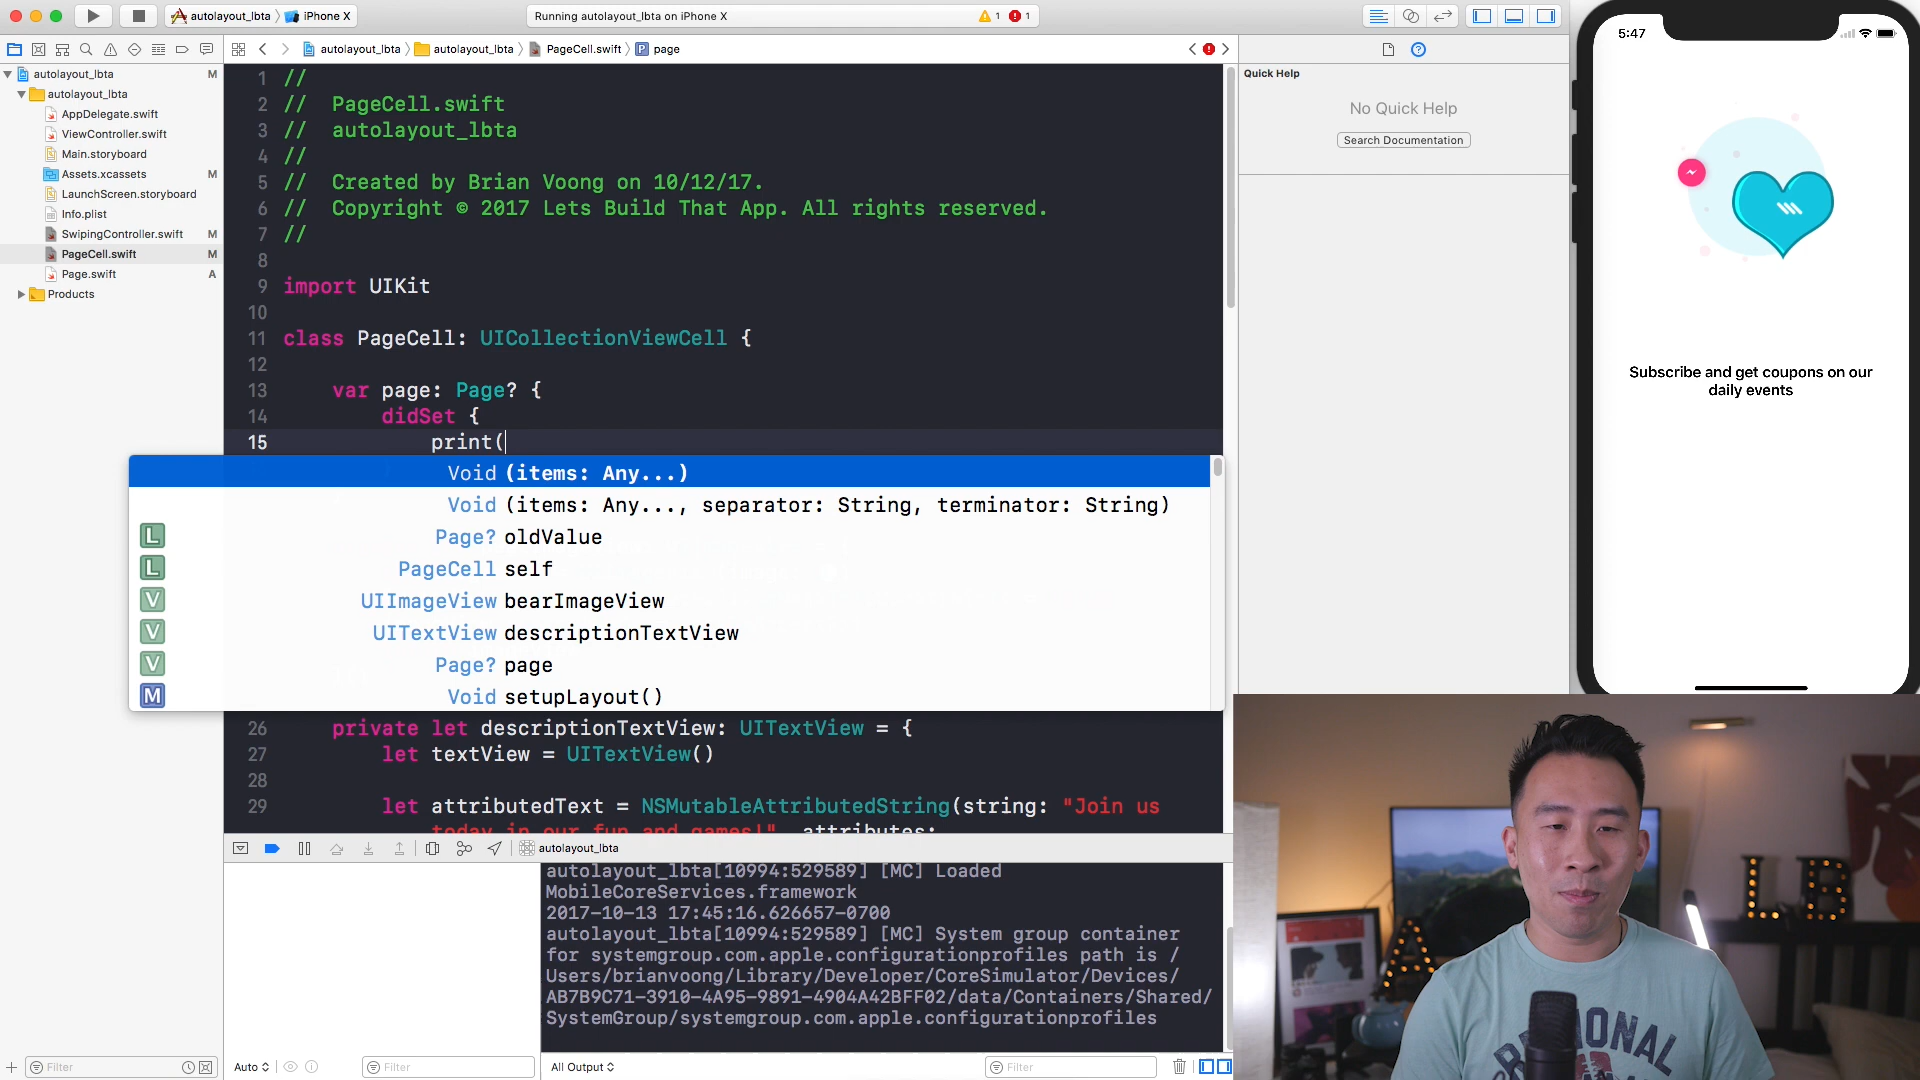 autolayout_lbta
iPhone X
Running autolayout_lbta on iPhone X
1
1
autolayout_lbta
autolayout_lbta
PageCell.swift
P page
autolayout_lbta M
autolayout_lbta
AppDelegate.swift
ViewController.swift
Main.storyboard
Assets.xcassets M
LaunchScreen.storyboard
Info.plist
SwipingController.swift M
PageCell.swift M
Page.swift A
Products
1 //
2 // PageCell.swift
3 // autolayout_lbta
4 //
5 // Created by Brian Voong on 10/12/17.
6 // Copyright © 2017 Lets Build That App. All rights reserved.
7 //
8
9 import UIKit
10
11 class PageCell: UICollectionViewCell {
12
13 var page: Page? {
14 didSet {
15 print(
Void (items: Any...)
Void (items: Any..., separator: String, terminator: String)
L Page? oldValue
L PageCell self
V UIImageView bearImageView
V UITextView descriptionTextView
V Page? page
M Void setupLayout()
26 private let descriptionTextView: UITextView = {
27 let textView = UITextView()
28
29 let attributedText = NSMutableAttributedString(string: "Join us
today in our fun and games!", attributes:
autolayout_lbta
autolayout_lbta[10994:529589] [MC] Loaded
MobileCoreServices.framework
2017-10-13 17:45:16.626657-0700
autolayout_lbta[10994:529589] [MC] System group container
for systemgroup.com.apple.configurationprofiles path is /
Users/brianvoong/Library/Developer/CoreSimulator/Devices/
AB7B9C71-3910-4A95-9891-4904A42BFF02/data/Containers/Shared/
SystemGroup/systemgroup.com.apple.configurationprofiles
Filter
Auto
Filter
All Output
Filter
Quick Help
No Quick Help
Search Documentation
5:47
Subscribe and get coupons on our
daily events
A
L B